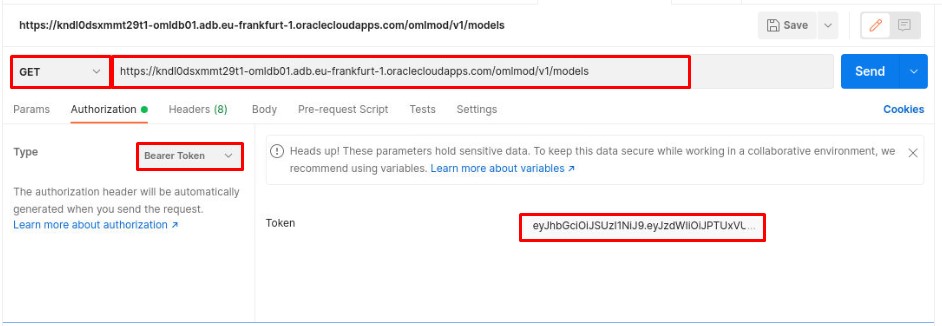 https://kndl0dsxmmt29t1-omldb01.adb.eu-frankfurt-1.oraclecloudapps.com/omlmod/v1/models
Save
GET
https://kndl0dsxmmt29t1-omldb01.adb.eu-frankfurt-1.oraclecloudapps.com/omlmod/v1/models
Send
Params Authorization Headers (8) Body Pre-request Script Tests Settings Cookies
Type
Bearer Token
Heads up! These parameters hold sensitive data. To keep this data secure while working in a collaborative environment, we
recommend using variables. Learn more about variables ↗
The authorization header will be automatically
generated when you send the request.
Learn more about authorization ↗
Token
eyJhbGciOiJSUzI1NiJ9.eyJzdWIiOiJPTUxVU...